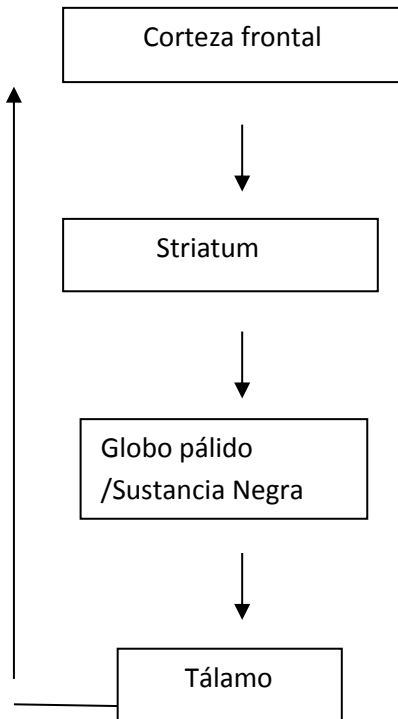 Corteza frontal
Striatum
Globo pálido
/Sustancia Negra
Tálamo